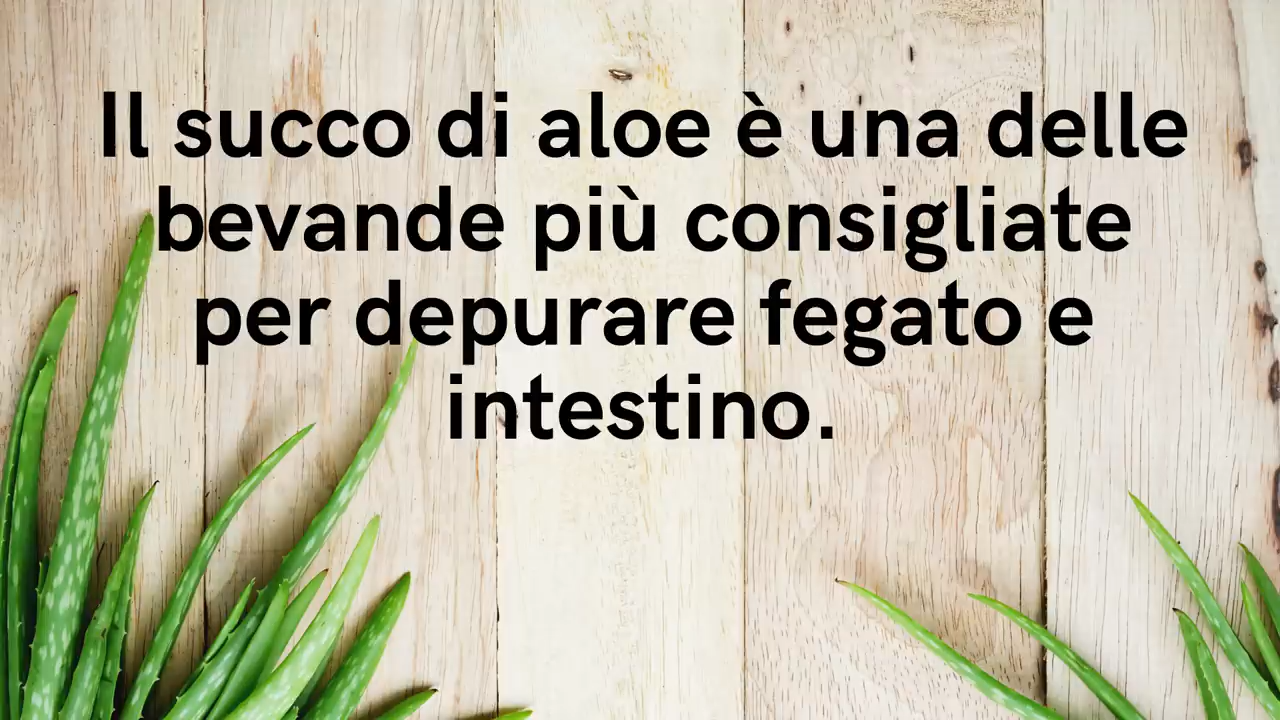 Il succo di aloe è una delle
bevande più consigliate
per depurare fegato e
intestino.